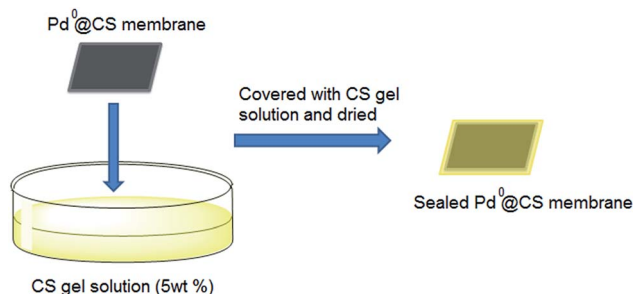 Pd⁰@CS membrane
Covered with CS gel
solution and dried
Sealed Pd⁰@CS membrane
CS gel solution (5wt %)